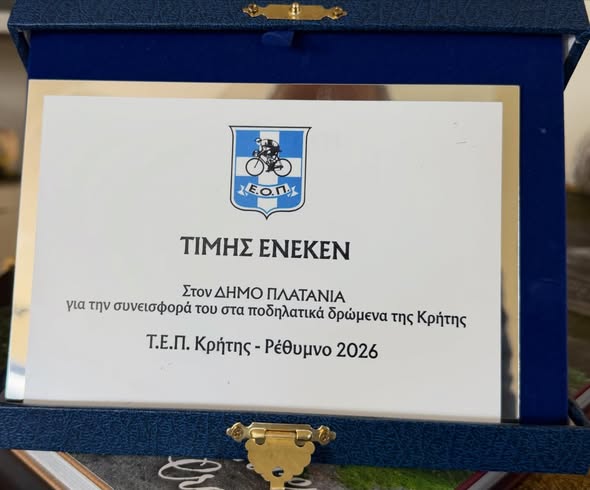 Ε.Ο.Π.
ΤΙΜΗΣ ΕΝΕΚΕΝ
Στον ΔΗΜΟ ΠΛΑΤΑΝΙΑ
για την συνεισφορά του στα ποδηλατικά δρώμενα της Κρήτης
Τ.Ε.Π. Κρήτης - Ρέθυμνο 2026